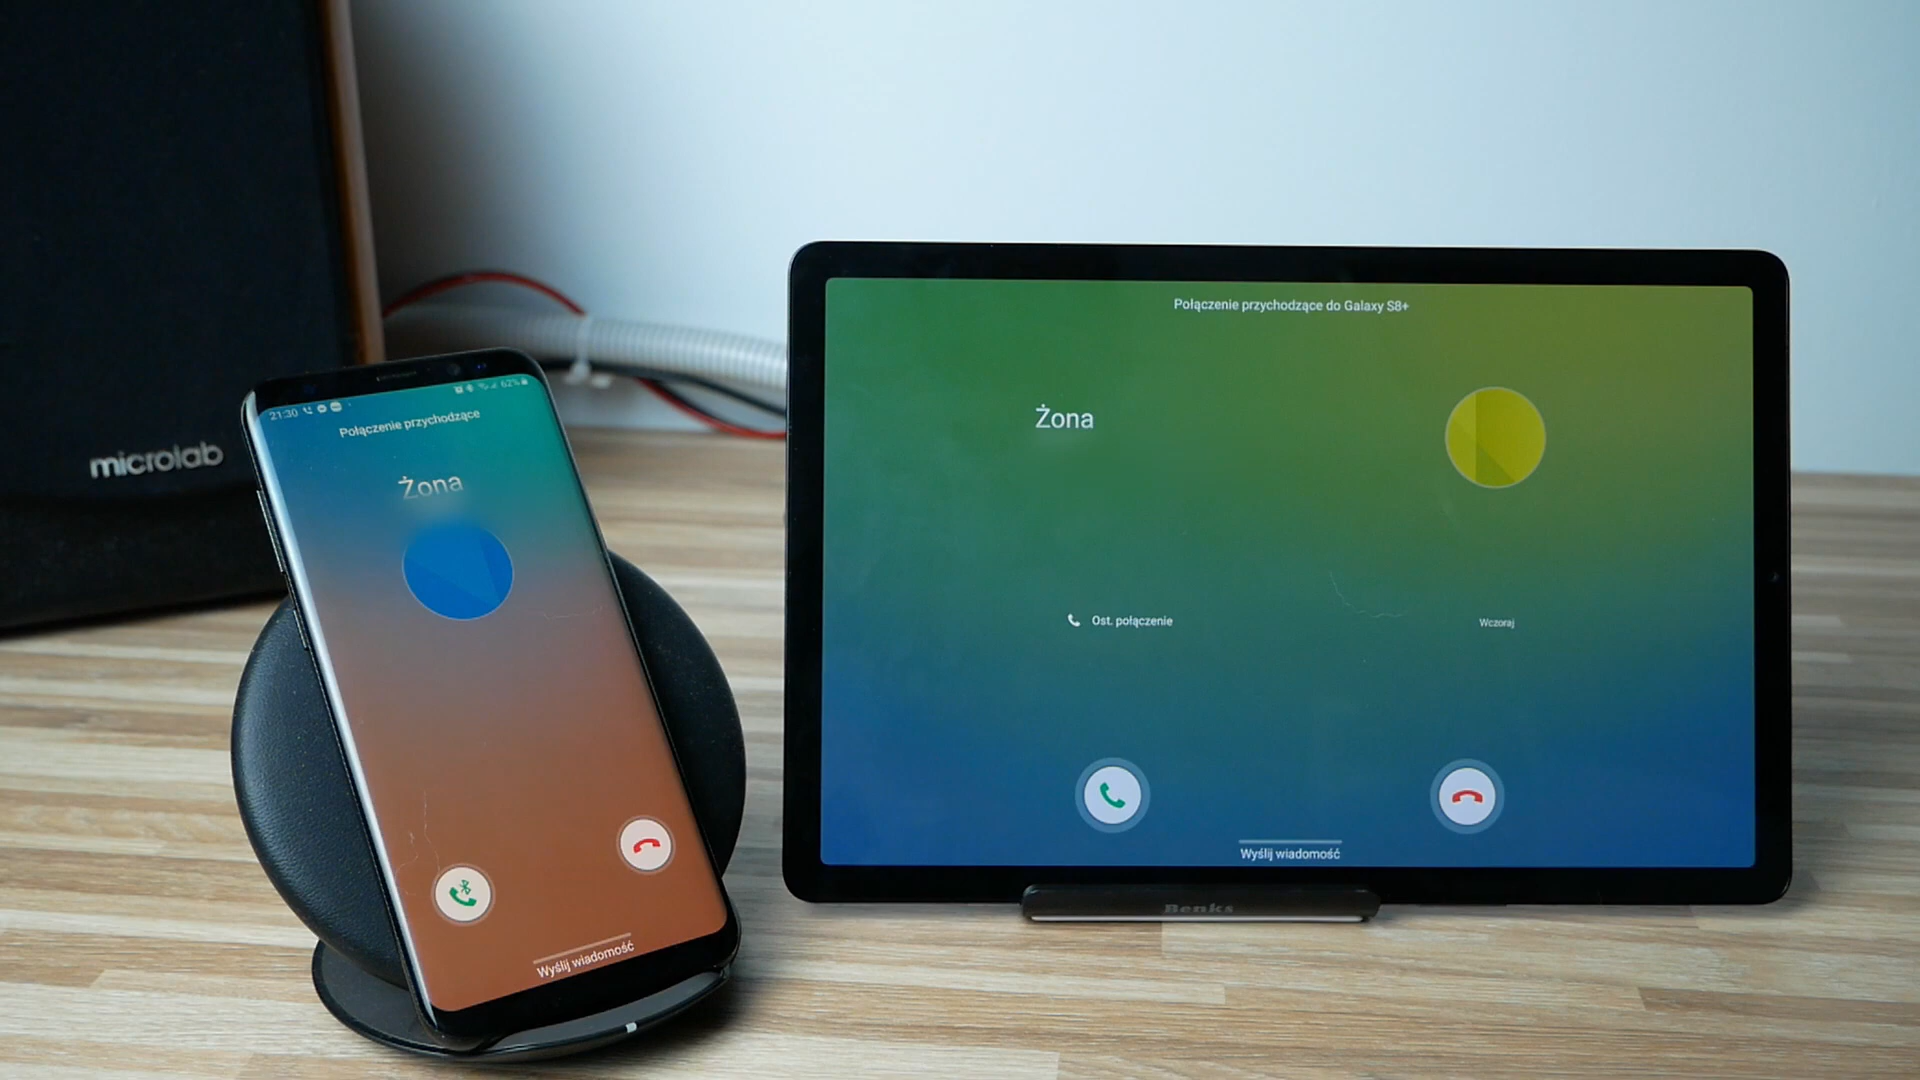 microlab
21:30
62%
Połączenie przychodzące
Żona
Wyślij wiadomość
Połączenie przychodzące do Galaxy S8+
Żona
Ost. połączenie
Wczoraj
Wyślij wiadomość
Benks